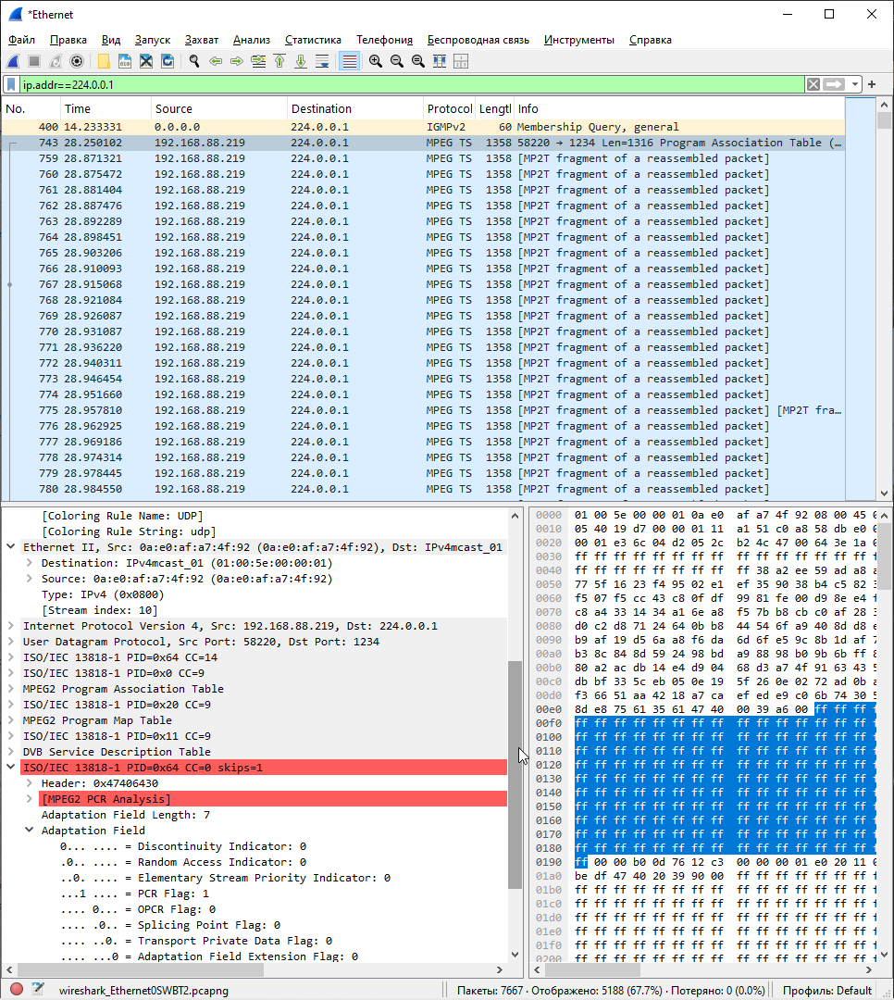 *Ethernet
Файл Правка Вид Запуск Захват Анализ Статистика Телефония Беспроводная связь Инструменты Справка
ip.addr==224.0.0.1
No. Time Source Destination Protocol Lengtl Info
400 14.233331 0.0.0.0 224.0.0.1 IGMPv2 60 Membership Query, general
743 28.250102 192.168.88.219 224.0.0.1 MPEG TS 1358 58220 → 1234 Len=1316 Program Association Table (…
759 28.871321 192.168.88.219 224.0.0.1 MPEG TS 1358 [MP2T fragment of a reassembled packet]
760 28.875472 192.168.88.219 224.0.0.1 MPEG TS 1358 [MP2T fragment of a reassembled packet]
761 28.881404 192.168.88.219 224.0.0.1 MPEG TS 1358 [MP2T fragment of a reassembled packet]
762 28.887476 192.168.88.219 224.0.0.1 MPEG TS 1358 [MP2T fragment of a reassembled packet]
763 28.892289 192.168.88.219 224.0.0.1 MPEG TS 1358 [MP2T fragment of a reassembled packet]
764 28.898451 192.168.88.219 224.0.0.1 MPEG TS 1358 [MP2T fragment of a reassembled packet]
765 28.903206 192.168.88.219 224.0.0.1 MPEG TS 1358 [MP2T fragment of a reassembled packet]
766 28.910093 192.168.88.219 224.0.0.1 MPEG TS 1358 [MP2T fragment of a reassembled packet]
767 28.915068 192.168.88.219 224.0.0.1 MPEG TS 1358 [MP2T fragment of a reassembled packet]
768 28.921084 192.168.88.219 224.0.0.1 MPEG TS 1358 [MP2T fragment of a reassembled packet]
769 28.926087 192.168.88.219 224.0.0.1 MPEG TS 1358 [MP2T fragment of a reassembled packet]
770 28.931087 192.168.88.219 224.0.0.1 MPEG TS 1358 [MP2T fragment of a reassembled packet]
771 28.936220 192.168.88.219 224.0.0.1 MPEG TS 1358 [MP2T fragment of a reassembled packet]
772 28.940311 192.168.88.219 224.0.0.1 MPEG TS 1358 [MP2T fragment of a reassembled packet]
773 28.946454 192.168.88.219 224.0.0.1 MPEG TS 1358 [MP2T fragment of a reassembled packet]
774 28.951660 192.168.88.219 224.0.0.1 MPEG TS 1358 [MP2T fragment of a reassembled packet]
775 28.957810 192.168.88.219 224.0.0.1 MPEG TS 1358 [MP2T fragment of a reassembled packet] [MP2T fra…
776 28.962925 192.168.88.219 224.0.0.1 MPEG TS 1358 [MP2T fragment of a reassembled packet]
777 28.969186 192.168.88.219 224.0.0.1 MPEG TS 1358 [MP2T fragment of a reassembled packet]
778 28.974314 192.168.88.219 224.0.0.1 MPEG TS 1358 [MP2T fragment of a reassembled packet]
779 28.978445 192.168.88.219 224.0.0.1 MPEG TS 1358 [MP2T fragment of a reassembled packet]
780 28.984550 192.168.88.219 224.0.0.1 MPEG TS 1358 [MP2T fragment of a reassembled packet]
[Coloring Rule Name: UDP]
[Coloring Rule String: udp]
Ethernet II, Src: 0a:e0:af:a7:4f:92 (0a:e0:af:a7:4f:92), Dst: IPv4mcast_01
Destination: IPv4mcast_01 (01:00:5e:00:00:01)
Source: 0a:e0:af:a7:4f:92 (0a:e0:af:a7:4f:92)
Type: IPv4 (0x0800)
[Stream index: 10]
Internet Protocol Version 4, Src: 192.168.88.219, Dst: 224.0.0.1
User Datagram Protocol, Src Port: 58220, Dst Port: 1234
ISO/IEC 13818-1 PID=0x64 CC=14
ISO/IEC 13818-1 PID=0x0 CC=9
MPEG2 Program Association Table
ISO/IEC 13818-1 PID=0x20 CC=9
MPEG2 Program Map Table
ISO/IEC 13818-1 PID=0x11 CC=9
DVB Service Description Table
ISO/IEC 13818-1 PID=0x64 CC=0 skips=1
Header: 0x47406430
[MPEG2 PCR Analysis]
Adaptation Field Length: 7
Adaptation Field
0... .... = Discontinuity Indicator: 0
.0.. .... = Random Access Indicator: 0
..0. .... = Elementary Stream Priority Indicator: 0
...1 .... = PCR Flag: 1
.... 0... = OPCR Flag: 0
.... .0.. = Splicing Point Flag: 0
.... ..0. = Transport Private Data Flag: 0
.... ...0 = Adaptation Field Extension Flag: 0
0000 01 00 5e 00 00 01 0a e0 af a7 4f 92 08 00 45 0
0010 05 40 19 d7 00 00 01 11 a1 51 c0 a8 58 db e0 0
0020 00 01 e3 6c 04 d2 05 2c b2 4c 47 00 64 3e 1a 0
0030 ff ff ff ff ff ff ff ff ff ff ff ff ff ff ff f
0040 ff ff ff ff ff ff ff ff ff 38 a2 ee 59 ad a8 a
0050 77 5f 16 23 f4 95 02 e1 ef 35 90 38 b4 c5 82 3
0060 f5 07 f5 cc 43 c8 0f df 99 81 fe 00 d9 8e e4 f
0070 c8 a4 33 14 34 a1 6e a8 f5 7b b8 cb c0 af 28 3
0080 d0 c2 d8 71 24 64 0b b8 44 54 6f a9 40 8d d8 e
0090 b9 af 19 d5 6a a8 f6 da 6d 6f e5 9c 8b 1d af 7
00a0 b3 8c 84 8d 59 24 98 bd a9 88 98 b0 9b 6b ff 8
00b0 80 a2 ac db 14 e4 d9 04 68 d3 a7 4f 91 63 43 5
00c0 db bf 33 5c eb 05 0e 19 5f 26 0e 02 72 ad 0b a
00d0 f3 66 51 aa 42 18 a7 ca ef ed e9 c0 6b 74 30 5
00e0 8d e8 75 61 35 61 47 40 00 39 a6 00 ff ff ff f
00f0 ff ff ff ff ff ff ff ff ff ff ff ff ff ff ff f
0100 ff ff ff ff ff ff ff ff ff ff ff ff ff ff ff f
0110 ff ff ff ff ff ff ff ff ff ff ff ff ff ff ff f
0120 ff ff ff ff ff ff ff ff ff ff ff ff ff ff ff f
0130 ff ff ff ff ff ff ff ff ff ff ff ff ff ff ff f
0140 ff ff ff ff ff ff ff ff ff ff ff ff ff ff ff f
0150 ff ff ff ff ff ff ff ff ff ff ff ff ff ff ff f
0160 ff ff ff ff ff ff ff ff ff ff ff ff ff ff ff f
0170 ff ff ff ff ff ff ff ff ff ff ff ff ff ff ff f
0180 ff ff ff ff ff ff ff ff ff ff ff ff ff ff ff f
0190 ff 00 00 b0 0d 76 12 c3 00 00 00 01 e0 20 11 0
01a0 be df 47 40 20 39 90 00 ff ff ff ff ff ff ff f
01b0 ff ff ff ff ff ff ff ff ff ff ff ff ff ff ff f
01c0 ff ff ff ff ff ff ff ff ff ff ff ff ff ff ff f
01d0 ff ff ff ff ff ff ff ff ff ff ff ff ff ff ff f
01e0 ff ff ff ff ff ff ff ff ff ff ff ff ff ff ff f
01f0 ff ff ff ff ff ff ff ff ff ff ff ff ff ff ff f
0200 ff ff ff ff ff ff ff ff ff ff ff ff ff ff ff f
wireshark_Ethernet0SWBT2.pcapng Пакеты: 7667 · Отображено: 5188 (67.7%) · Потеряно: 0 (0.0%) Профиль: Default